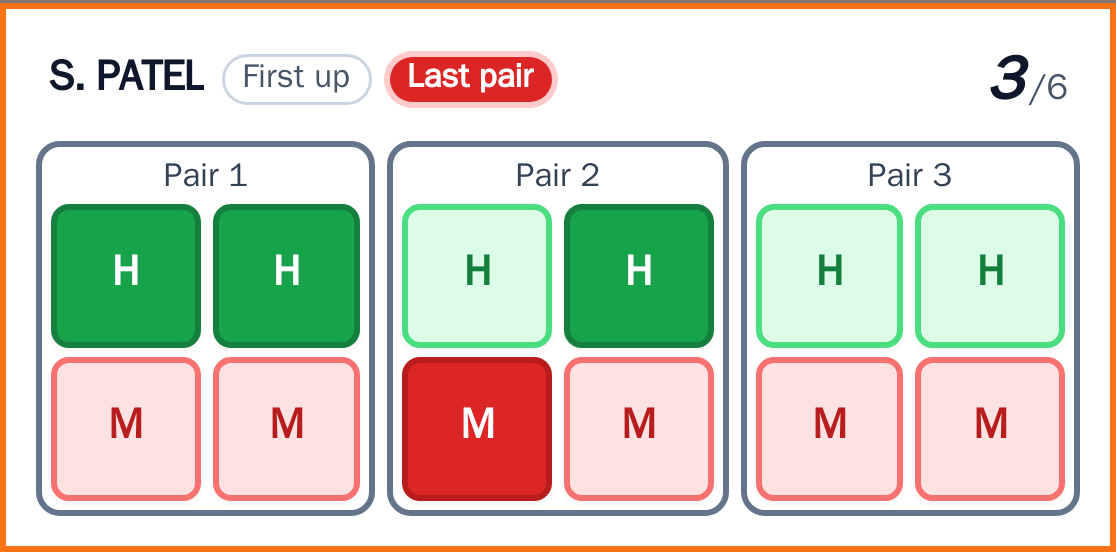 S. PATEL First up Last pair 3/6
Pair 1 Pair 2 Pair 3
H H H H H H
M M M M M M